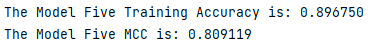 The Model Five Training Accuracy is: 0.896750
The Model Five MCC is: 0.809119